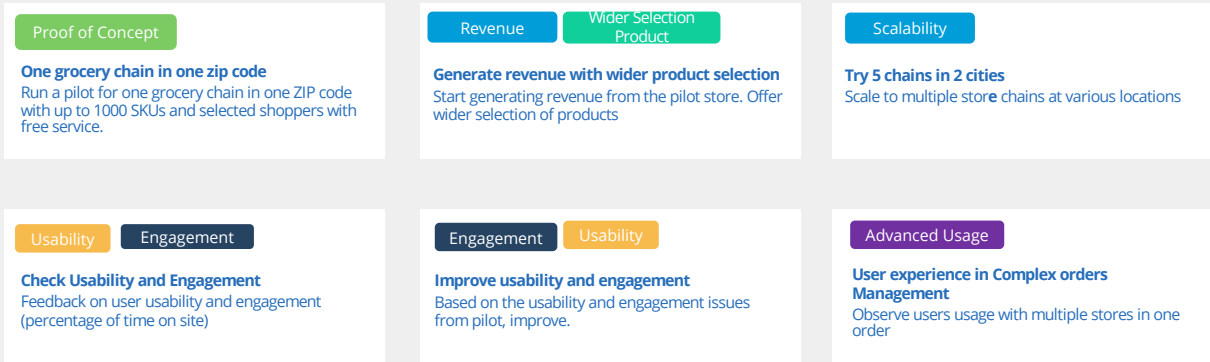 Proof of Concept
One grocery chain in one zip code
Run a pilot for one grocery chain in one ZIP code
with up to 1000 SKUs and selected shoppers with
free service.
Revenue
Wider Selection
Product
Generate revenue with wider product selection
Start generating revenue from the pilot store. Offer
wider selection of products
Scalability
Try 5 chains in 2 cities
Scale to multiple store chains at various locations
Usability
Engagement
Check Usability and Engagement
Feedback on user usability and engagement
(percentage of time on site)
Engagement
Usability
Improve usability and engagement
Based on the usability and engagement issues
from pilot, improve.
Advanced Usage
User experience in Complex orders
Management
Observe users usage with multiple stores in one
order